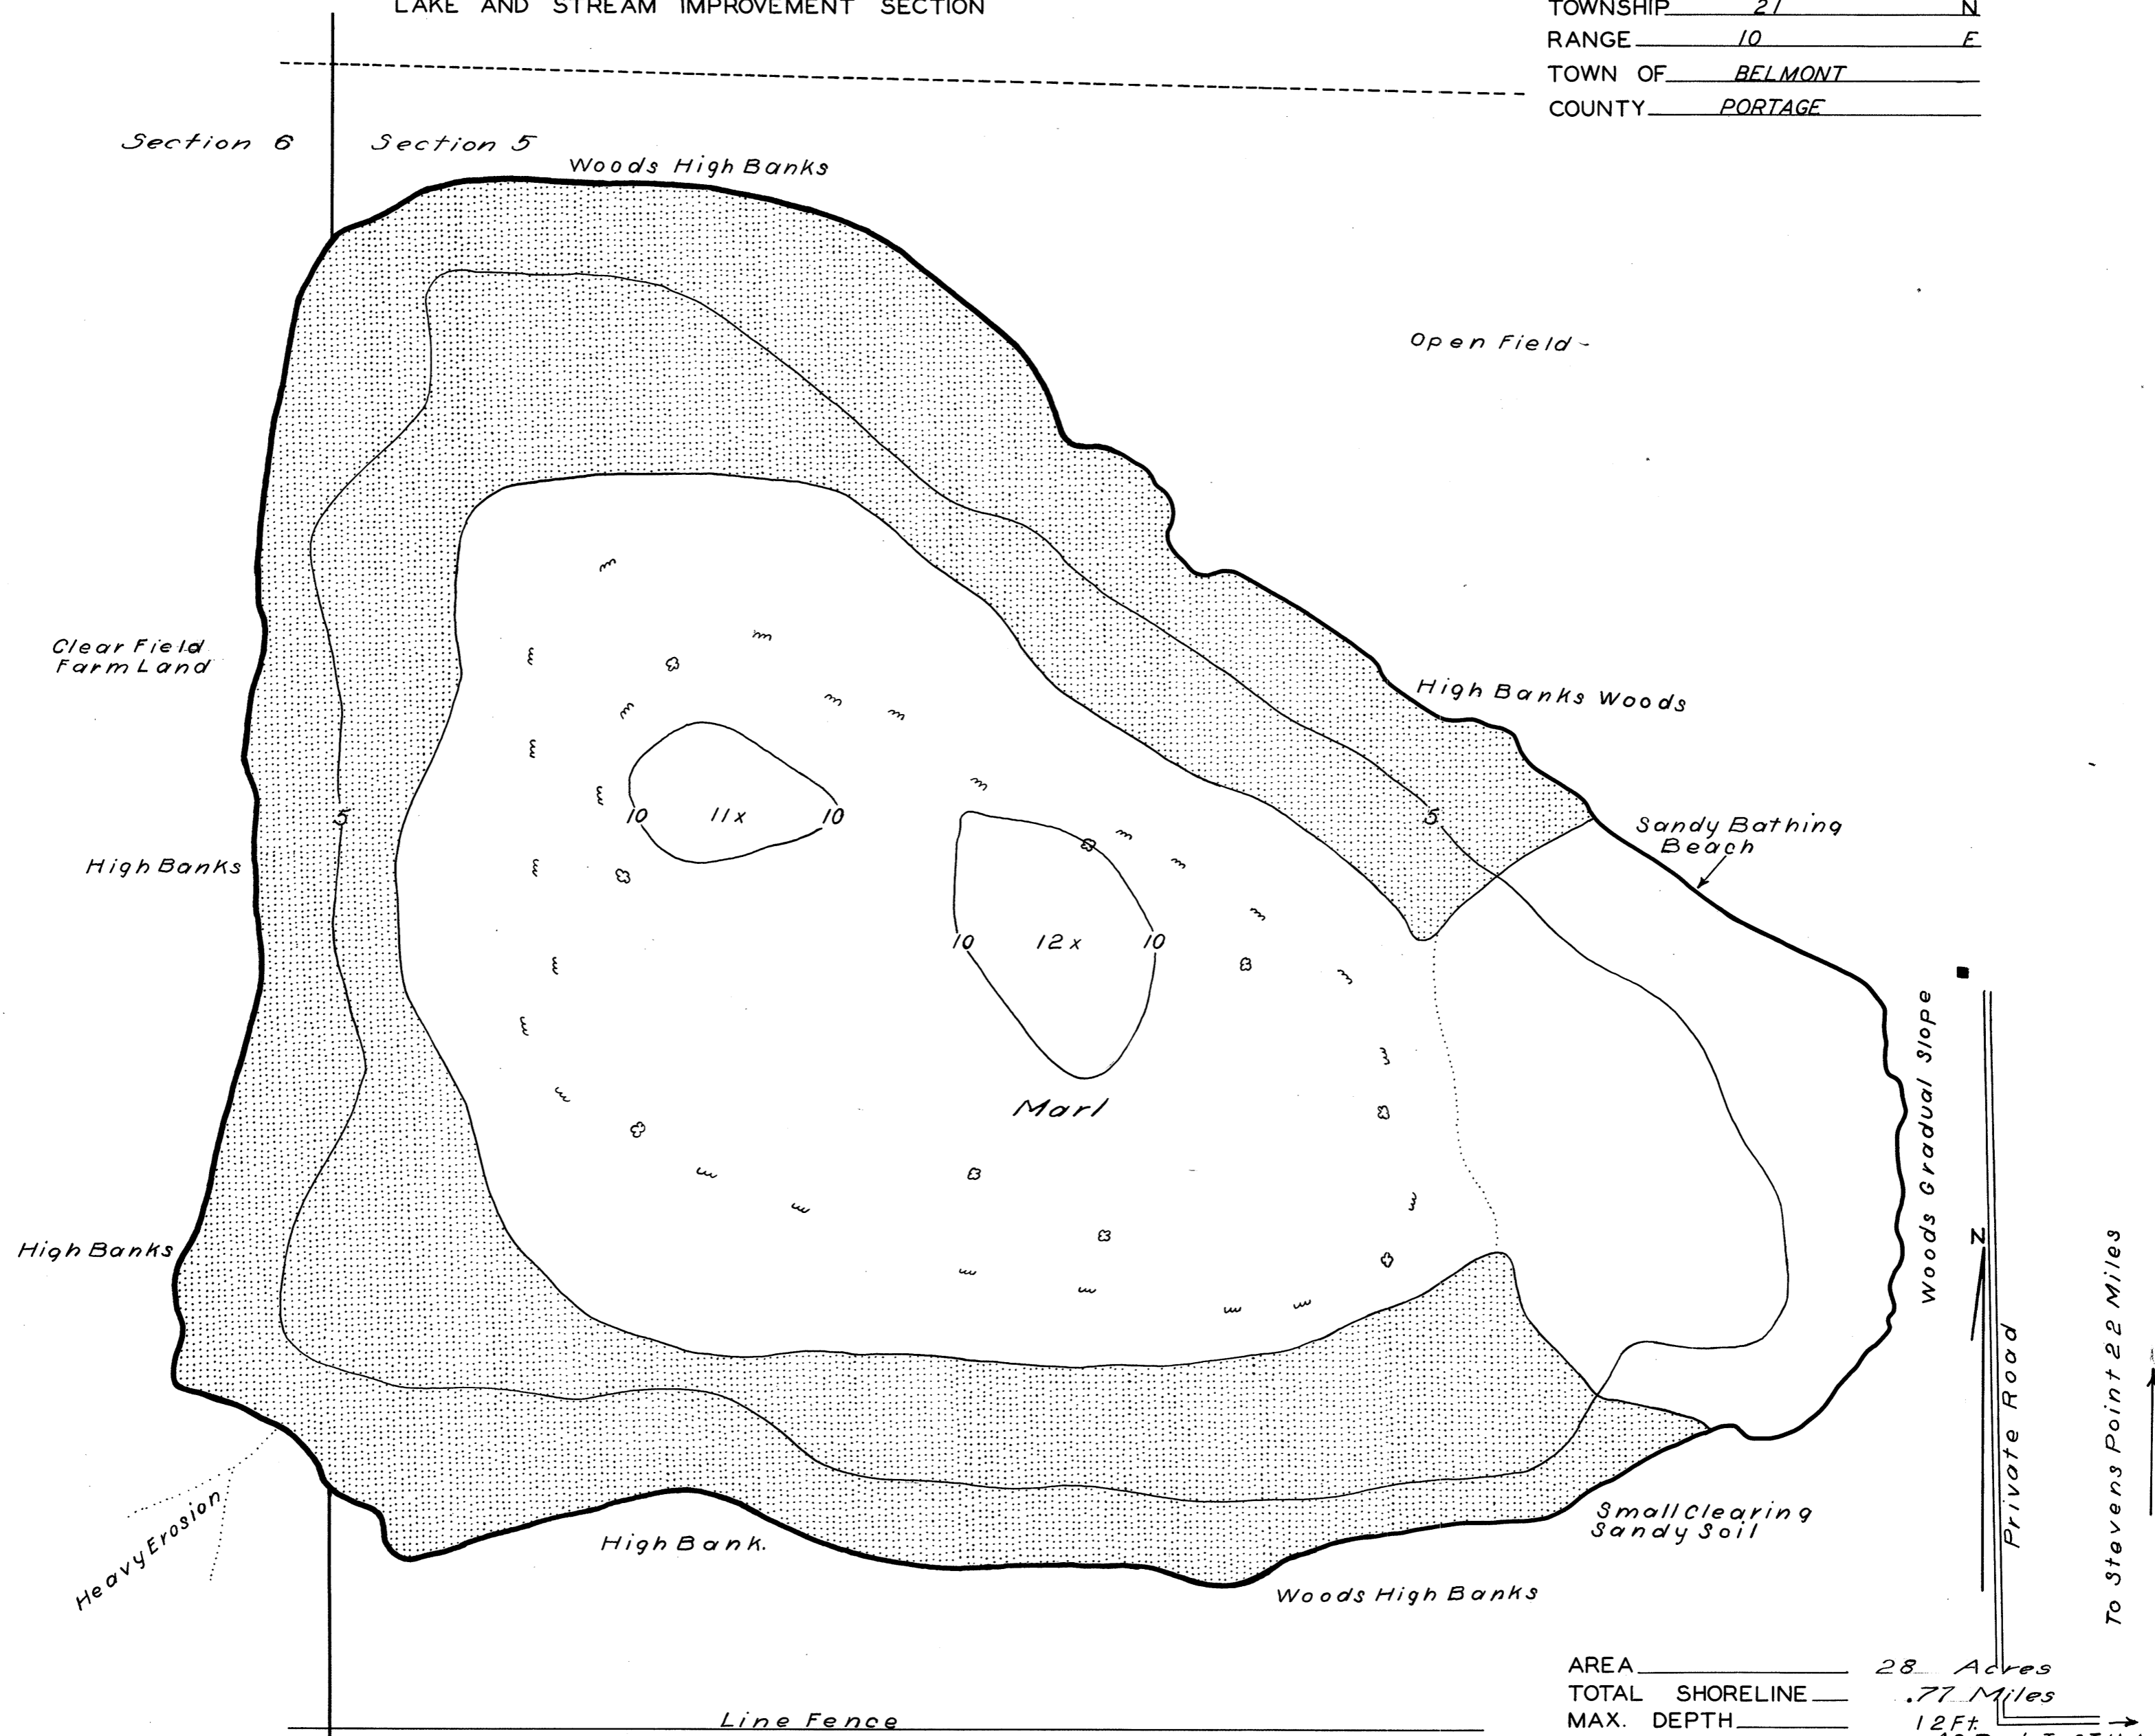 LAKE AND STREAM IMPROVEMENT SECTION
TOWNSHIP 21 N
RANGE 10 E
TOWN OF BELMONT
COUNTY PORTAGE
Section 6
Section 5
Woods High Banks
Open Field -
Clear Field
Farm Land
High Banks Woods
5
10
11x
10
5
Sandy Bathing
Beach
High Banks
10
12x
10
Woods Gradual Slope
Marl
High Banks
N
Private Road
To Stevens Point 22 Miles
Heavy Erosion
High Bank.
Small Clearing
Sandy Soil
Woods High Banks
AREA 28 Acres
TOTAL SHORELINE .77 Miles
MAX. DEPTH 12 Ft.
Line Fence